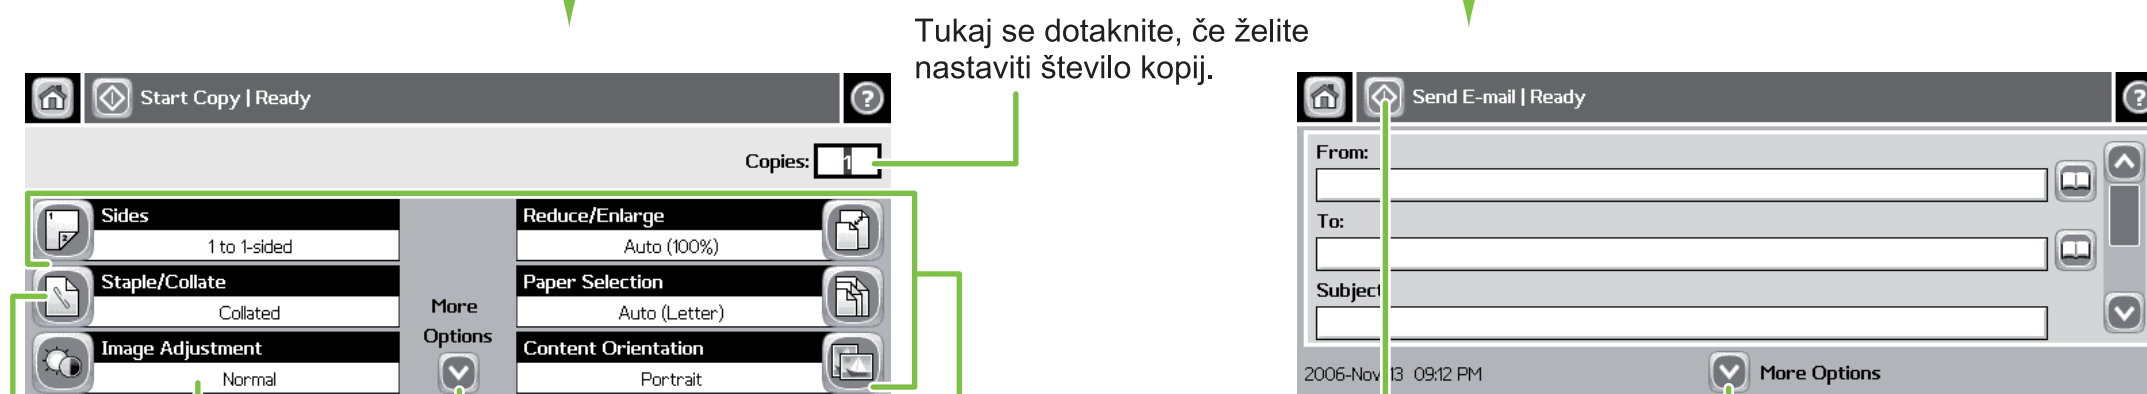 Tukaj se dotaknite, če želite
nastaviti število kopij.
Start Copy | Ready
?
Copies: 1
Sides
1 to 1-sided
Reduce/Enlarge
Auto (100%)
Staple/Collate
Collated
Paper Selection
Auto (Letter)
More
Options
Image Adjustment
Normal
Content Orientation
Portrait
Send E-mail | Ready
?
From:
To:
Subject
2006-Nov 13 09:12 PM
More Options